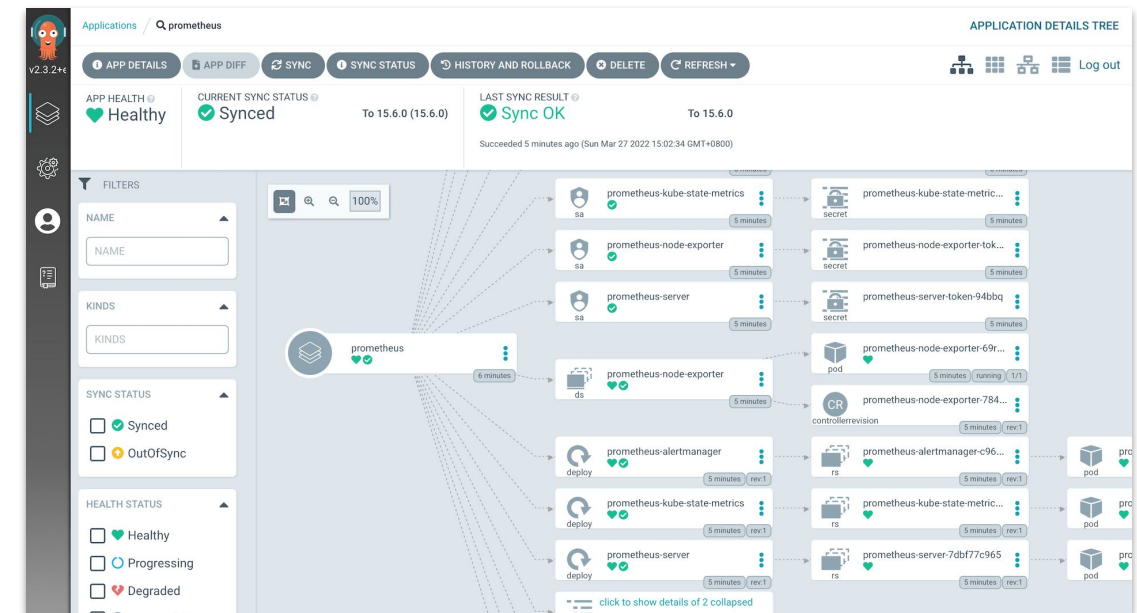 Applications / prometheus
APPLICATION DETAILS TREE
v2.3.2+
APP DETAILS
APP DIFF
SYNC
SYNC STATUS
HISTORY AND ROLLBACK
DELETE
REFRESH
Log out
APP HEALTH
Healthy
CURRENT SYNC STATUS
Synced
To 15.6.0 (15.6.0)
LAST SYNC RESULT
Sync OK
To 15.6.0
Succeeded 5 minutes ago (Sun Mar 27 2022 15:02:34 GMT+0800)
FILTERS
NAME
NAME
KINDS
KINDS
SYNC STATUS
Synced
OutOfSync
HEALTH STATUS
Healthy
Progressing
Degraded
100%
prometheus
6 minutes
prometheus-kube-state-metrics
sa
5 minutes
prometheus-kube-state-metric...
secret
5 minutes
prometheus-node-exporter
sa
5 minutes
prometheus-node-exporter-tok...
secret
5 minutes
prometheus-server
sa
5 minutes
prometheus-server-token-94bbq
secret
5 minutes
prometheus-node-exporter
ds
5 minutes
prometheus-node-exporter-69r...
pod
5 minutes running 1/1
CR
prometheus-node-exporter-784...
controllerrevision
5 minutes rev:1
prometheus-alertmanager
deploy
5 minutes rev:1
prometheus-alertmanager-c96...
rs
5 minutes rev:1
pro
pod
prometheus-kube-state-metrics
deploy
5 minutes rev:1
prometheus-kube-state-metric...
rs
5 minutes rev:1
pro
pod
prometheus-server
deploy
5 minutes rev:1
prometheus-server-7dbf77c965
rs
5 minutes rev:1
pro
pod
click to show details of 2 collapsed